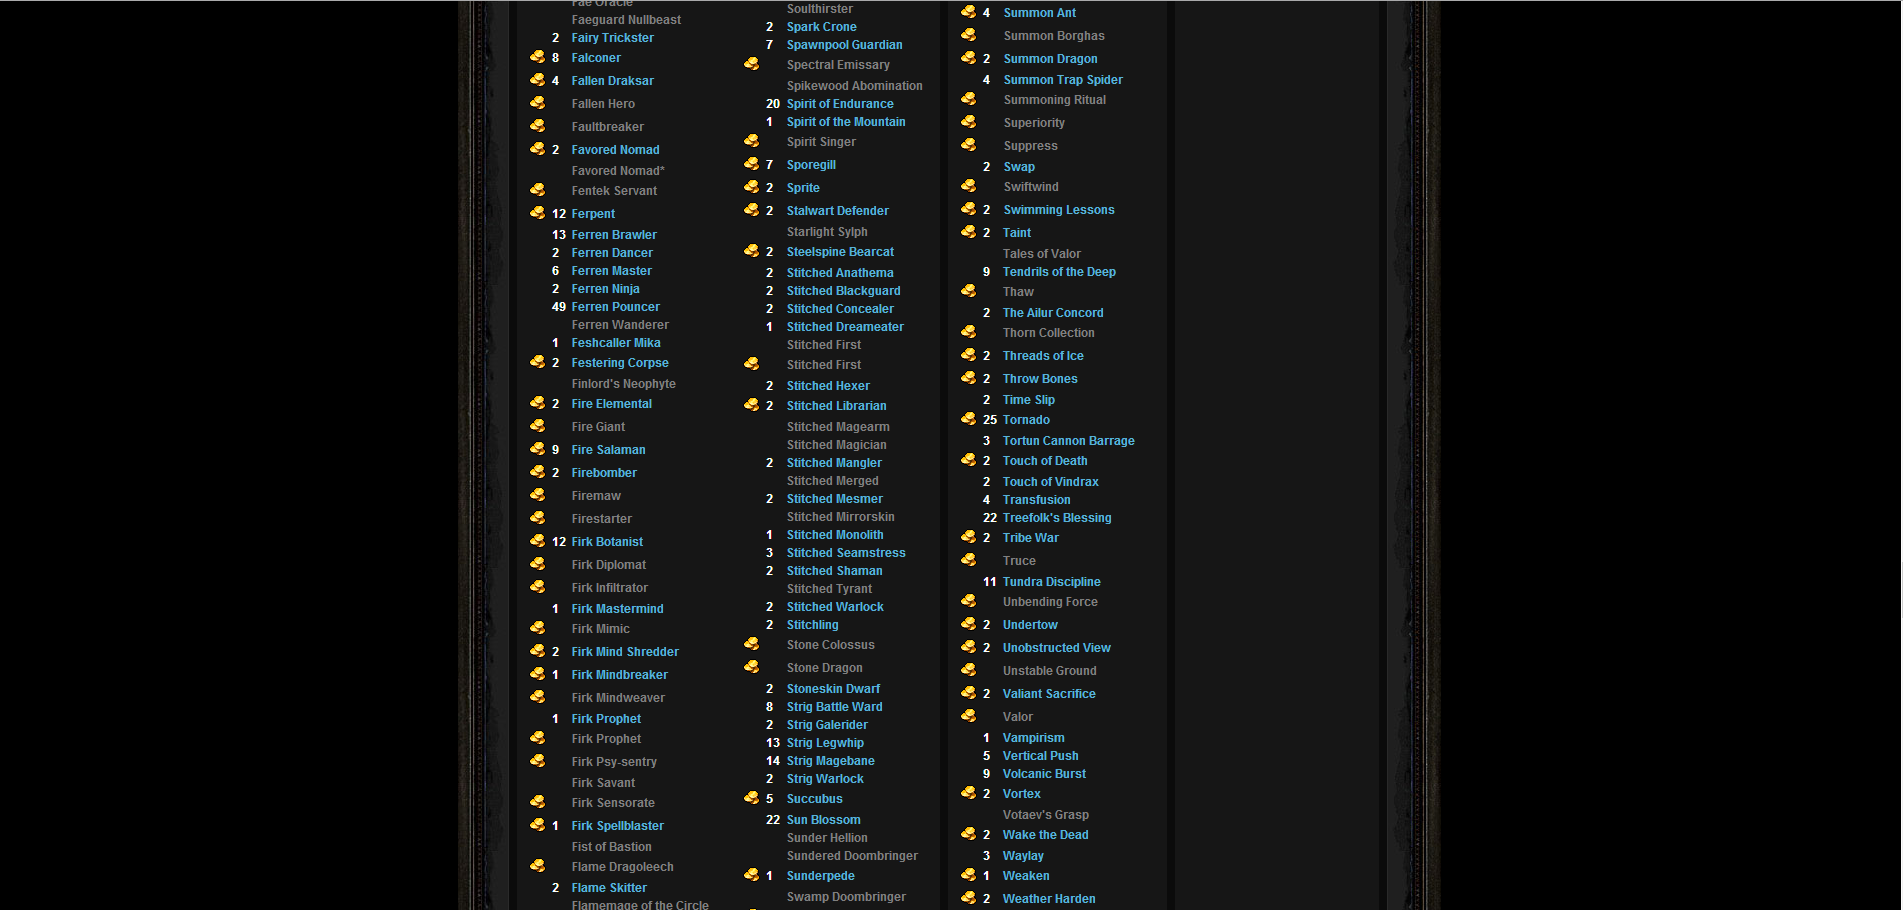 Fae Oracle
Faeguard Nullbeast
2 Fairy Trickster
8 Falconer
4 Fallen Draksar
Fallen Hero
Faultbreaker
2 Favored Nomad
Favored Nomad*
Fentek Servant
12 Ferpent
13 Ferren Brawler
2 Ferren Dancer
6 Ferren Master
2 Ferren Ninja
49 Ferren Pouncer
Ferren Wanderer
1 Feshcaller Mika
2 Festering Corpse
Finlord's Neophyte
2 Fire Elemental
Fire Giant
9 Fire Salaman
2 Firebomber
Firemaw
Firestarter
12 Firk Botanist
Firk Diplomat
Firk Infiltrator
1 Firk Mastermind
Firk Mimic
2 Firk Mind Shredder
1 Firk Mindbreaker
Firk Mindweaver
1 Firk Prophet
Firk Prophet
Firk Psy-sentry
Firk Savant
Firk Sensorate
1 Firk Spellblaster
Fist of Bastion
Flame Dragoleech
2 Flame Skitter
Flamemage of the Circle
Soulthirster
2 Spark Crone
7 Spawnpool Guardian
Spectral Emissary
Spikewood Abomination
20 Spirit of Endurance
1 Spirit of the Mountain
Spirit Singer
7 Sporegill
2 Sprite
2 Stalwart Defender
Starlight Sylph
2 Steelspine Bearcat
2 Stitched Anathema
2 Stitched Blackguard
2 Stitched Concealer
1 Stitched Dreameater
Stitched First
Stitched First
2 Stitched Hexer
2 Stitched Librarian
Stitched Magearm
Stitched Magician
2 Stitched Mangler
Stitched Merged
2 Stitched Mesmer
Stitched Mirrorskin
1 Stitched Monolith
3 Stitched Seamstress
2 Stitched Shaman
Stitched Tyrant
2 Stitched Warlock
2 Stitchling
Stone Colossus
Stone Dragon
2 Stoneskin Dwarf
8 Strig Battle Ward
2 Strig Galerider
13 Strig Legwhip
14 Strig Magebane
2 Strig Warlock
5 Succubus
22 Sun Blossom
Sunder Hellion
Sundered Doombringer
1 Sunderpede
Swamp Doombringer
4 Summon Ant
Summon Borghas
2 Summon Dragon
4 Summon Trap Spider
Summoning Ritual
Superiority
Suppress
2 Swap
Swiftwind
2 Swimming Lessons
2 Taint
Tales of Valor
9 Tendrils of the Deep
Thaw
2 The Ailur Concord
Thorn Collection
2 Threads of Ice
2 Throw Bones
2 Time Slip
25 Tornado
3 Tortun Cannon Barrage
2 Touch of Death
2 Touch of Vindrax
4 Transfusion
22 Treefolk's Blessing
2 Tribe War
Truce
11 Tundra Discipline
Unbending Force
2 Undertow
2 Unobstructed View
Unstable Ground
2 Valiant Sacrifice
Valor
1 Vampirism
5 Vertical Push
9 Volcanic Burst
2 Vortex
Votaev's Grasp
2 Wake the Dead
3 Waylay
1 Weaken
2 Weather Harden